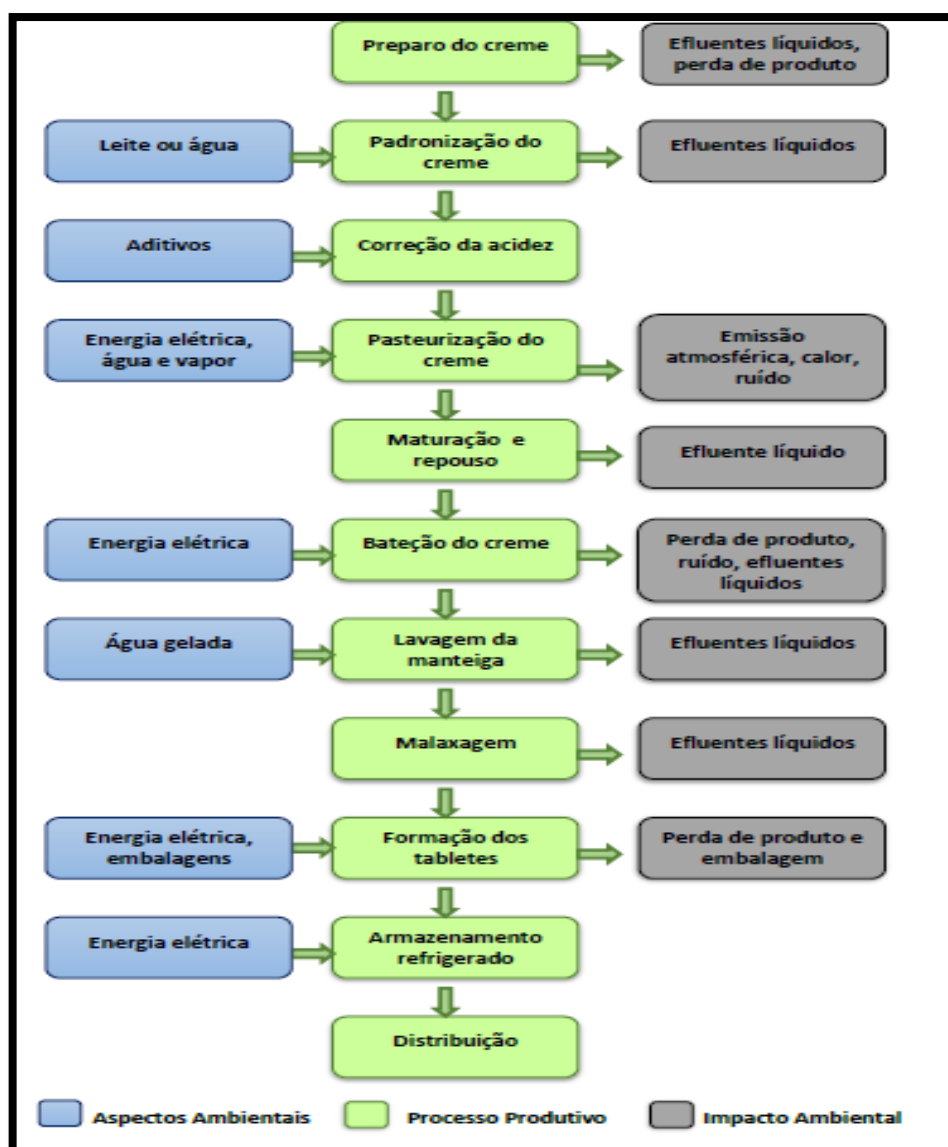 Preparo do creme
Efluentes líquidos,
perda de produto
Leite ou água
Padronização do
creme
Efluentes líquidos
Aditivos
Correção da acidez
Energia elétrica,
água e vapor
Pasteurização do
creme
Emissão
atmosférica, calor,
ruído
Maturação e
repouso
Efluente líquido
Energia elétrica
Bateção do creme
Perda de produto,
ruído, efluentes
líquidos
Água gelada
Lavagem da
manteiga
Efluentes líquidos
Malaxagem
Efluentes líquidos
Energia elétrica,
embalagens
Formação dos
tabletes
Perda de produto e
embalagem
Energia elétrica
Armazenamento
refrigerado
Distribuição
Aspectos Ambientais
Processo Produtivo
Impacto Ambiental